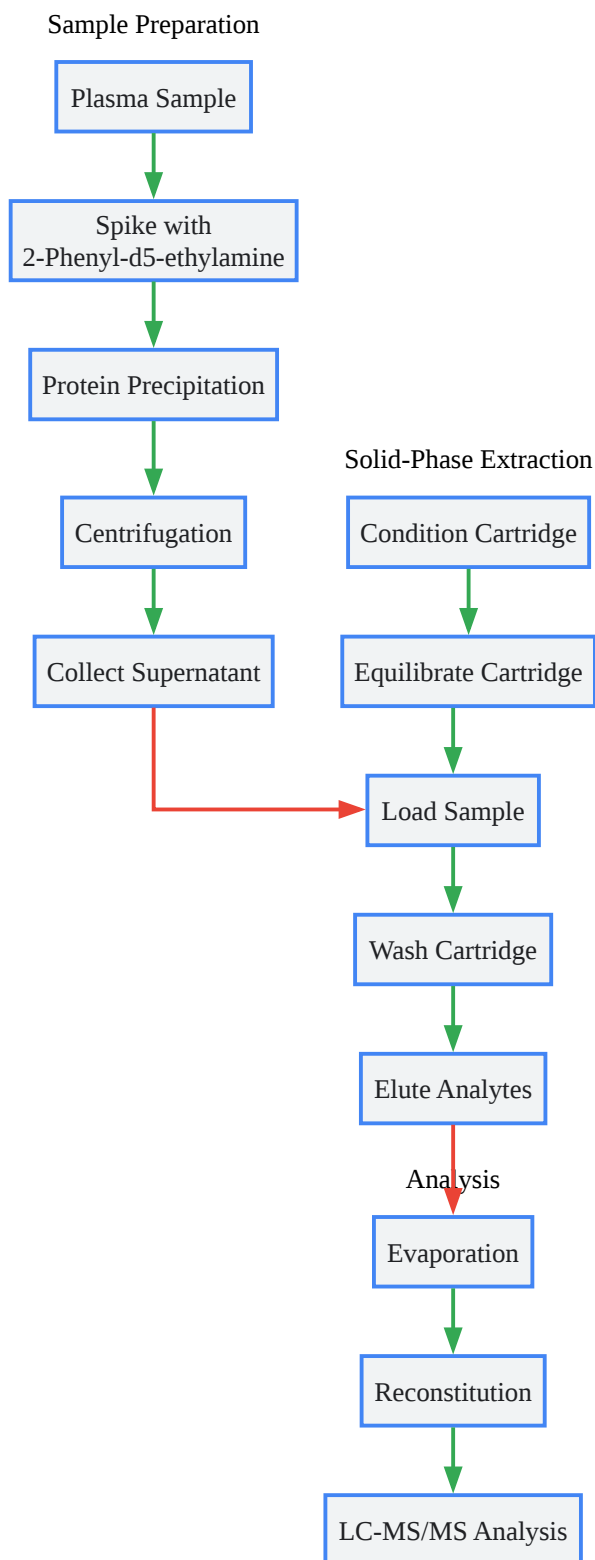 Sample Preparation
Plasma Sample
Spike with
2-Phenyl-d5-ethylamine
Protein Precipitation
Centrifugation
Collect Supernatant
Solid-Phase Extraction
Condition Cartridge
Equilibrate Cartridge
Load Sample
Wash Cartridge
Elute Analytes
Analysis
Evaporation
Reconstitution
LC-MS/MS Analysis